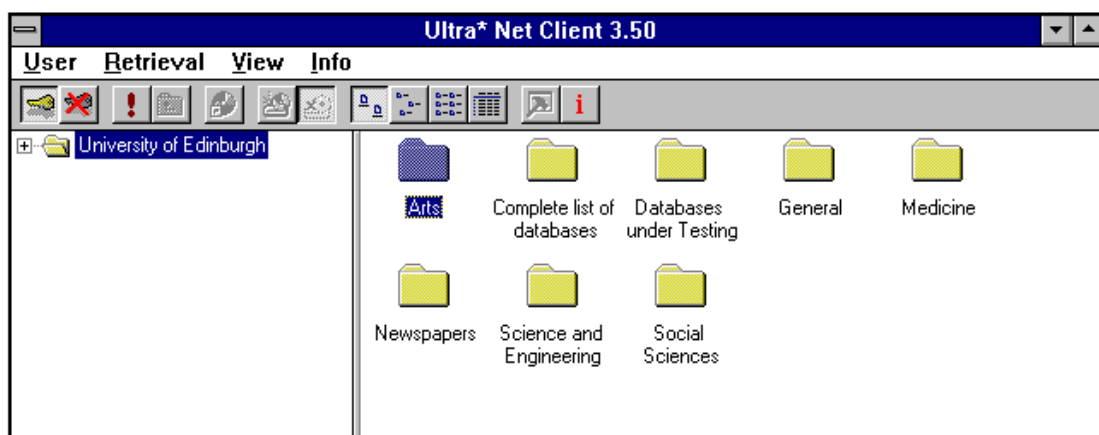 Ultra* Net Client 3.50
User Retrieval View Info
University of Edinburgh
Arts
Complete list of
databases
Databases
under Testing
General
Medicine
Newspapers
Science and
Engineering
Social
Sciences